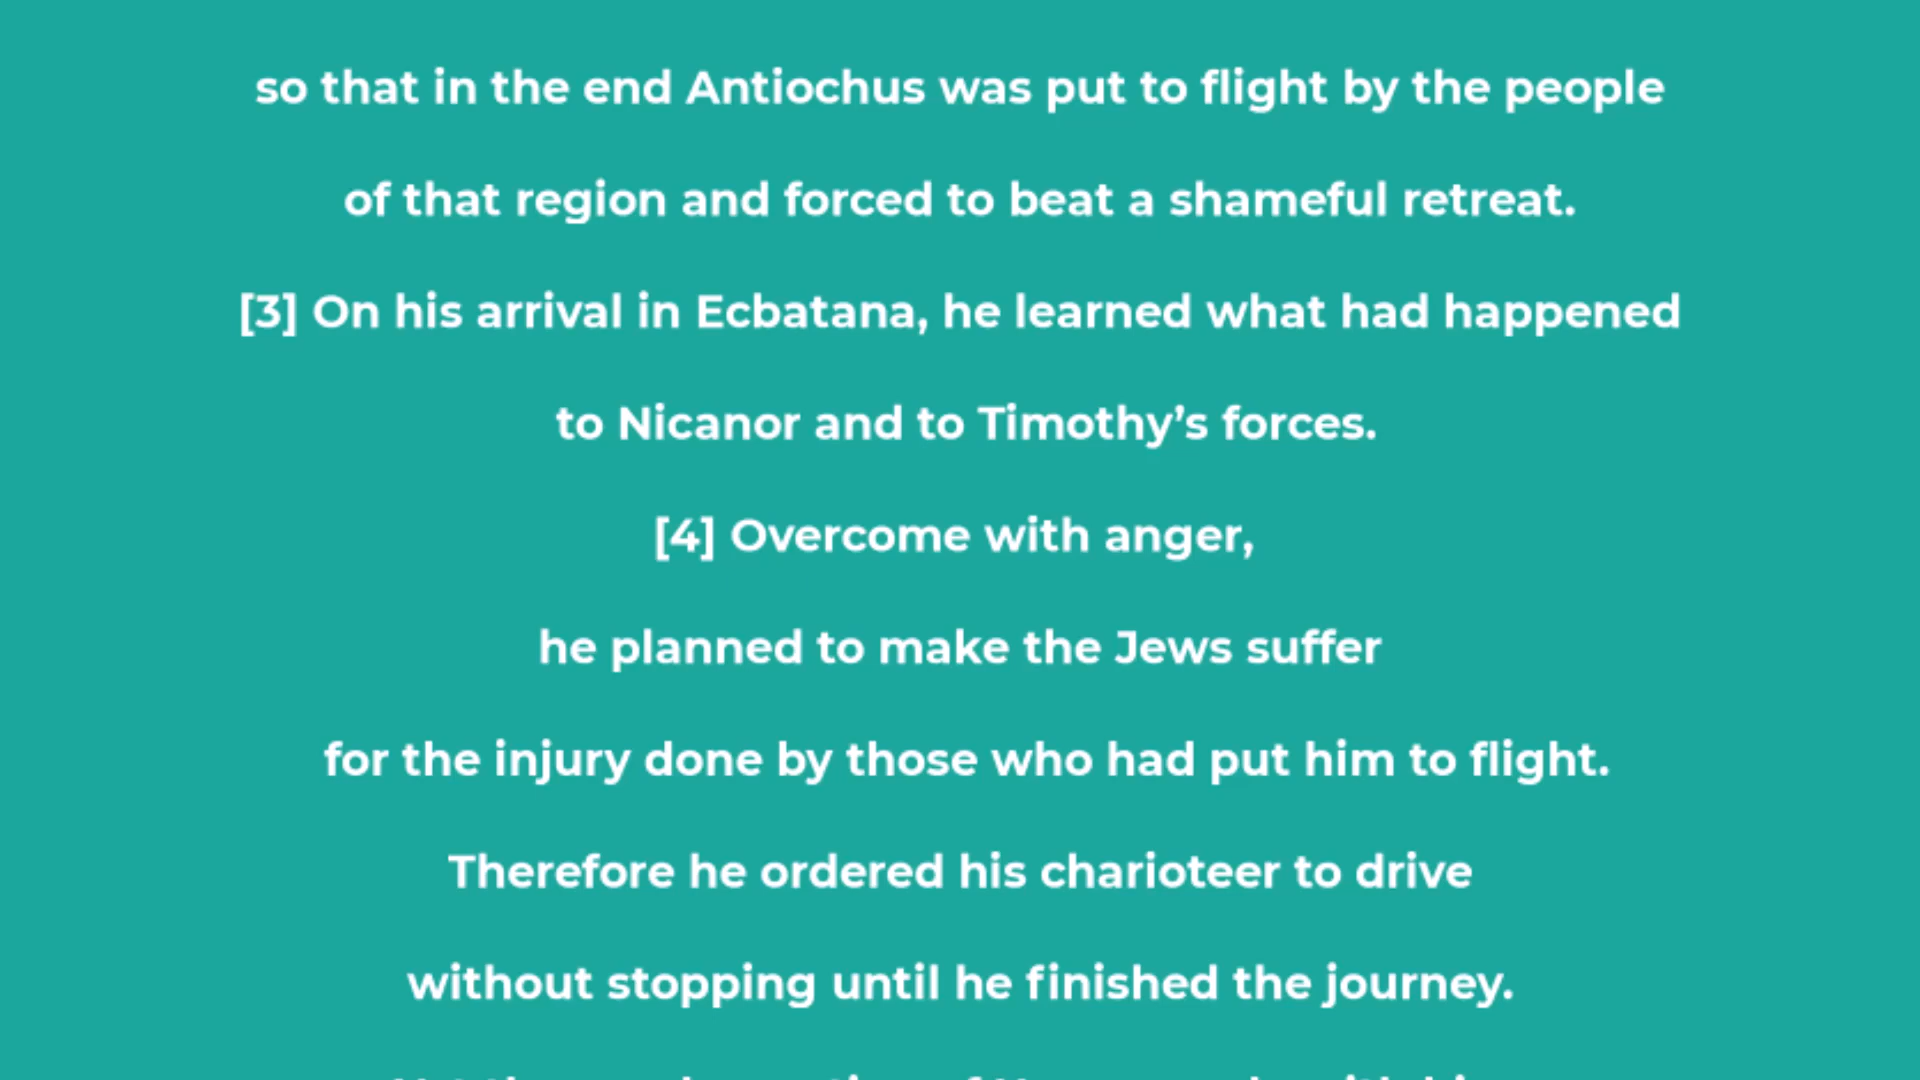 so that in the end Antiochus was put to flight by the people
of that region and forced to beat a shameful retreat.
[3] On his arrival in Ecbatana, he learned what had happened
to Nicanor and to Timothy’s forces.
[4] Overcome with anger,
he planned to make the Jews suffer
for the injury done by those who had put him to flight.
Therefore he ordered his charioteer to drive
without stopping until he finished the journey.